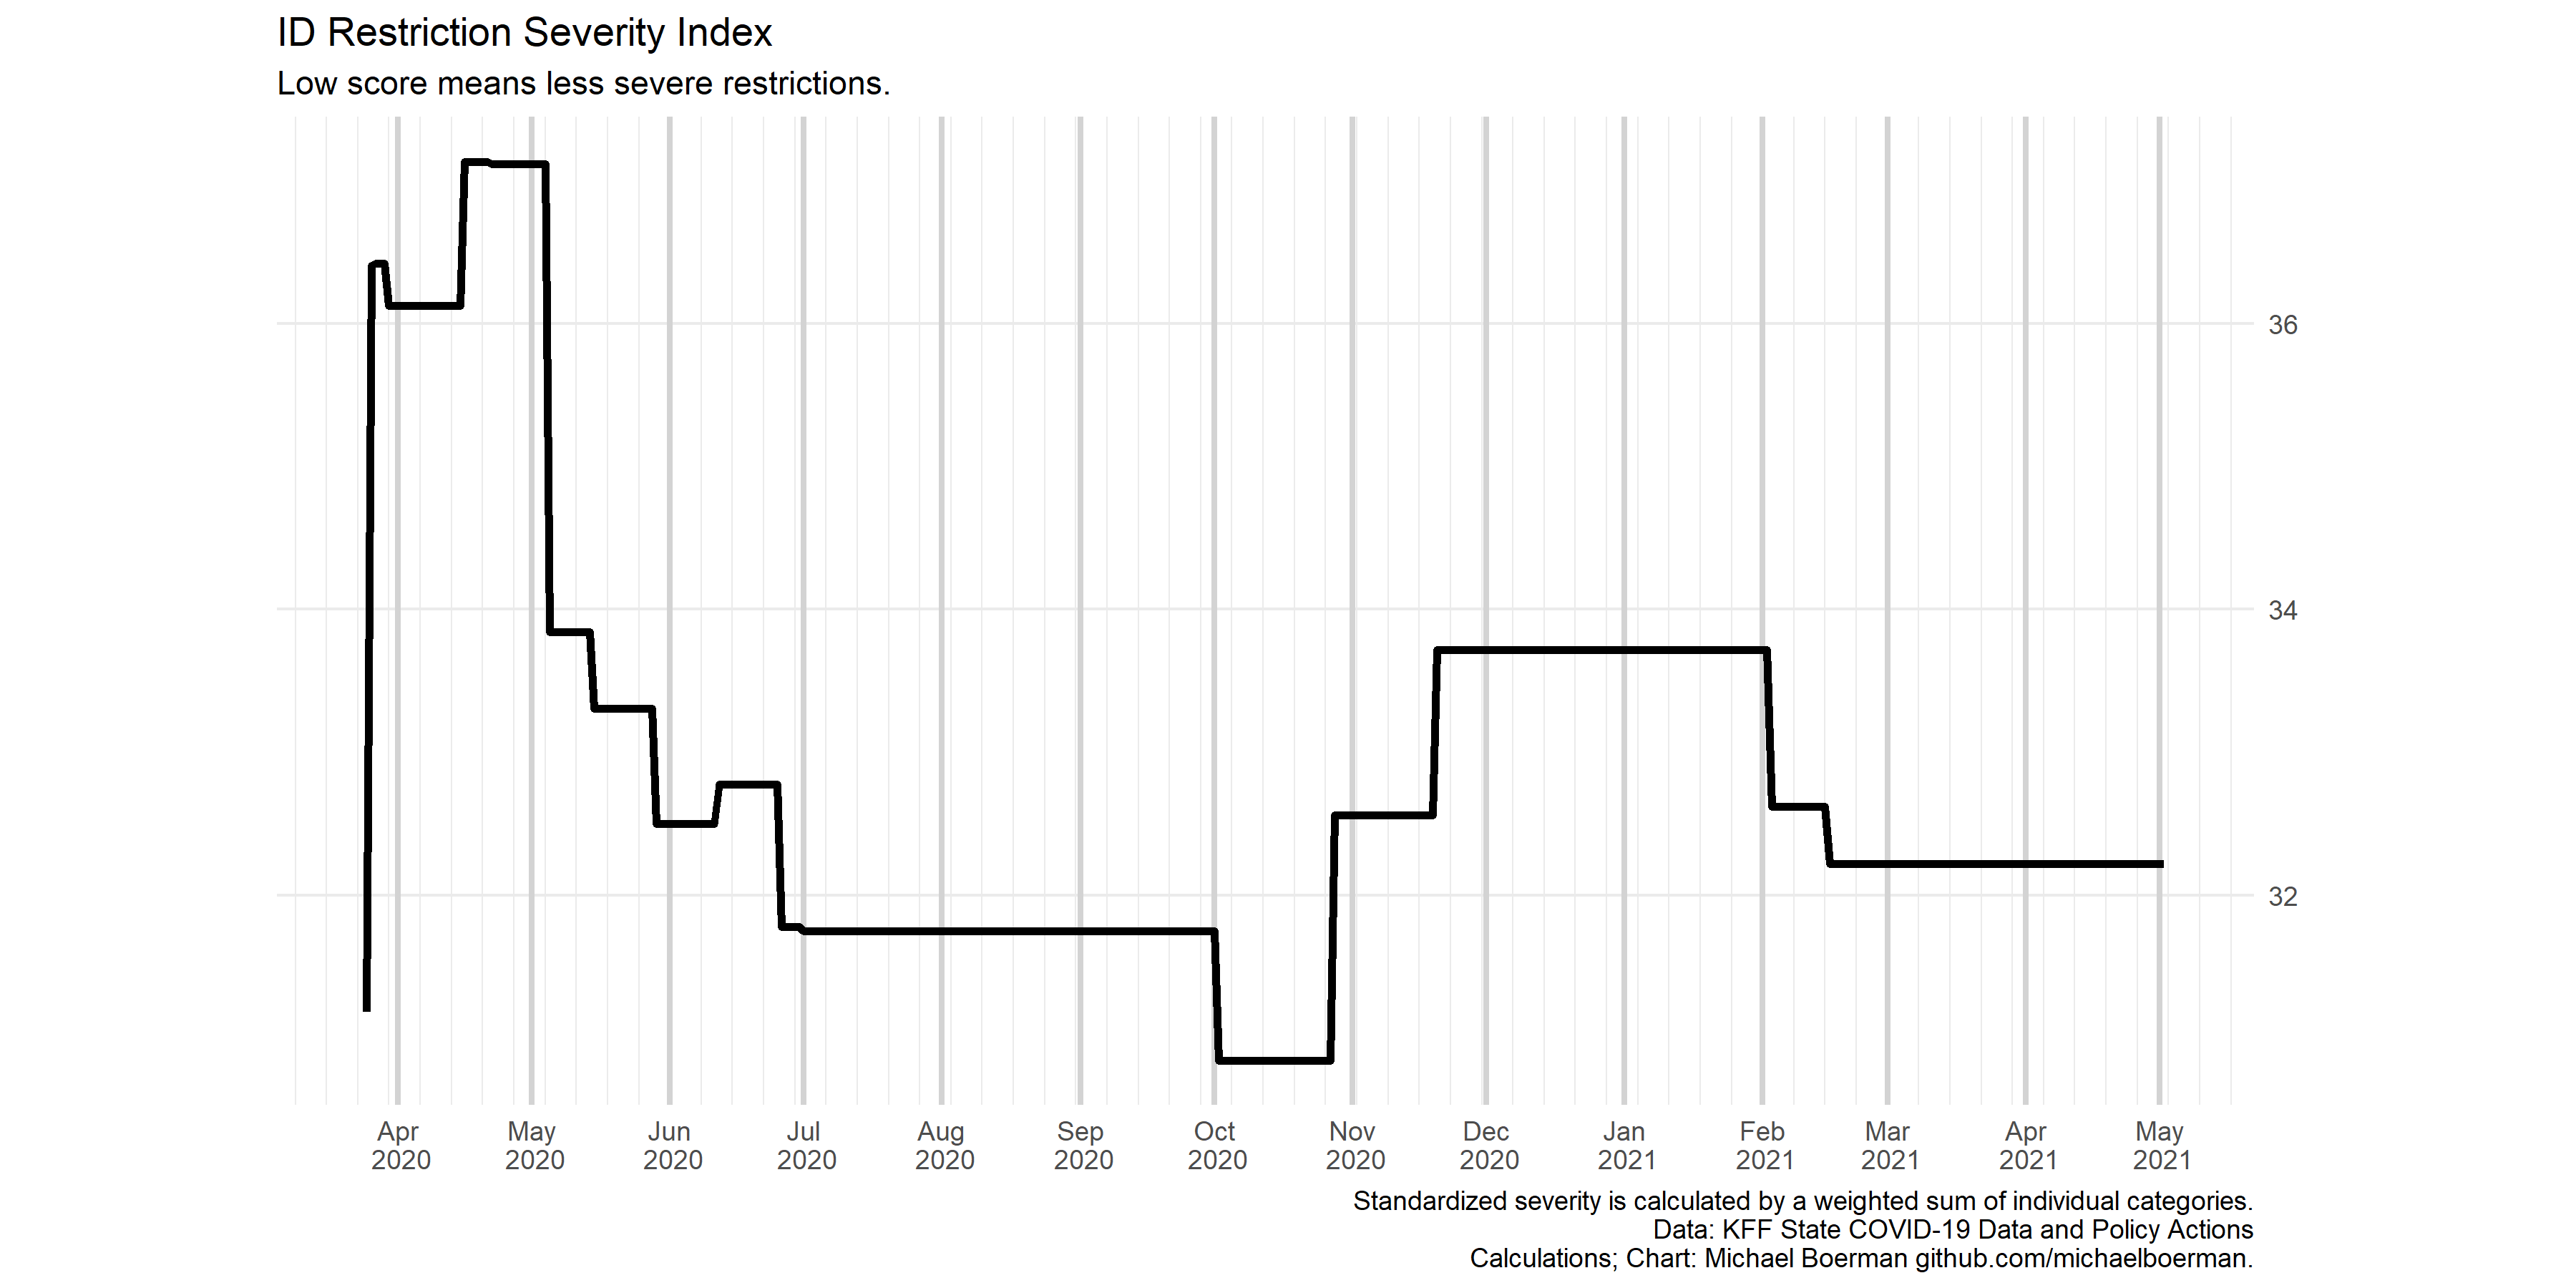 ID Restriction Severity Index
Low score means less severe restrictions.
36
34
32
Apr 2020
May 2020
Jun 2020
Jul 2020
Aug 2020
Sep 2020
Oct 2020
Nov 2020
Dec 2020
Jan 2021
Feb 2021
Mar 2021
Apr 2021
May 2021
Standardized severity is calculated by a weighted sum of individual categories.
Data: KFF State COVID-19 Data and Policy Actions
Calculations; Chart: Michael Boerman github.com/michaelboerman.